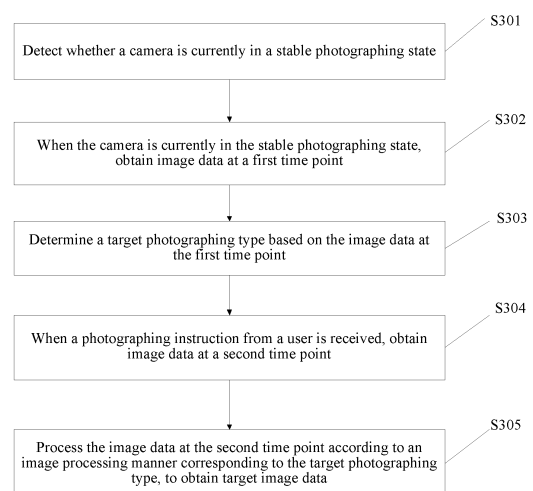 S301
Detect whether a camera is currently in a stable photographing state
S302
When the camera is currently in the stable photographing state,
obtain image data at a first time point
S303
Determine a target photographing type based on the image data at
the first time point
S304
When a photographing instruction from a user is received, obtain
image data at a second time point
S305
Process the image data at the second time point according to an
image processing manner corresponding to the target photographing
type, to obtain target image data